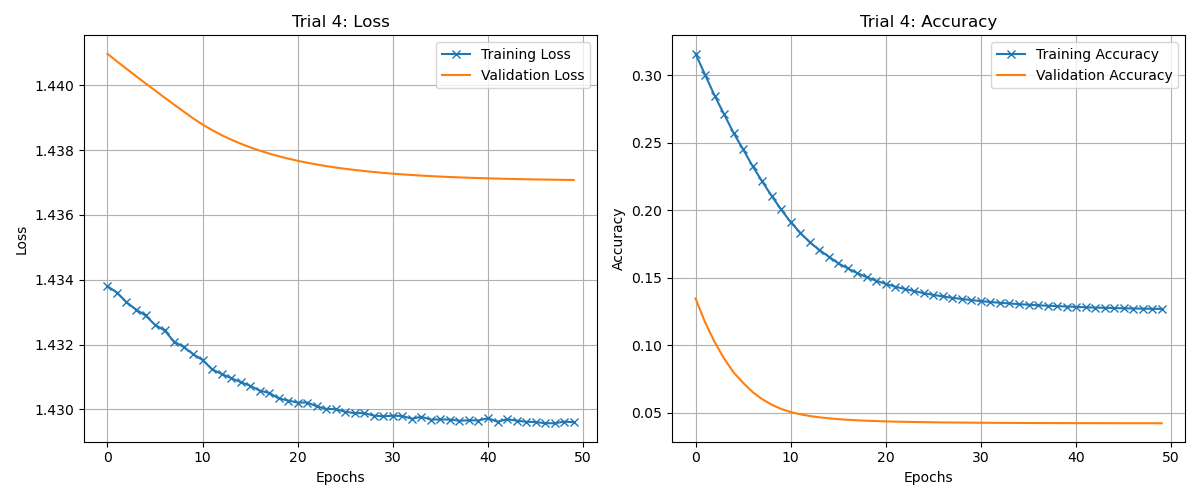 Trial 4: Loss
Training Loss
Validation Loss
1.440
1.438
1.436
1.434
1.432
1.430
Loss
0 10 20 30 40 50
Epochs
Trial 4: Accuracy
Training Accuracy
Validation Accuracy
0.30
0.25
0.20
0.15
0.10
0.05
Accuracy
0 10 20 30 40 50
Epochs